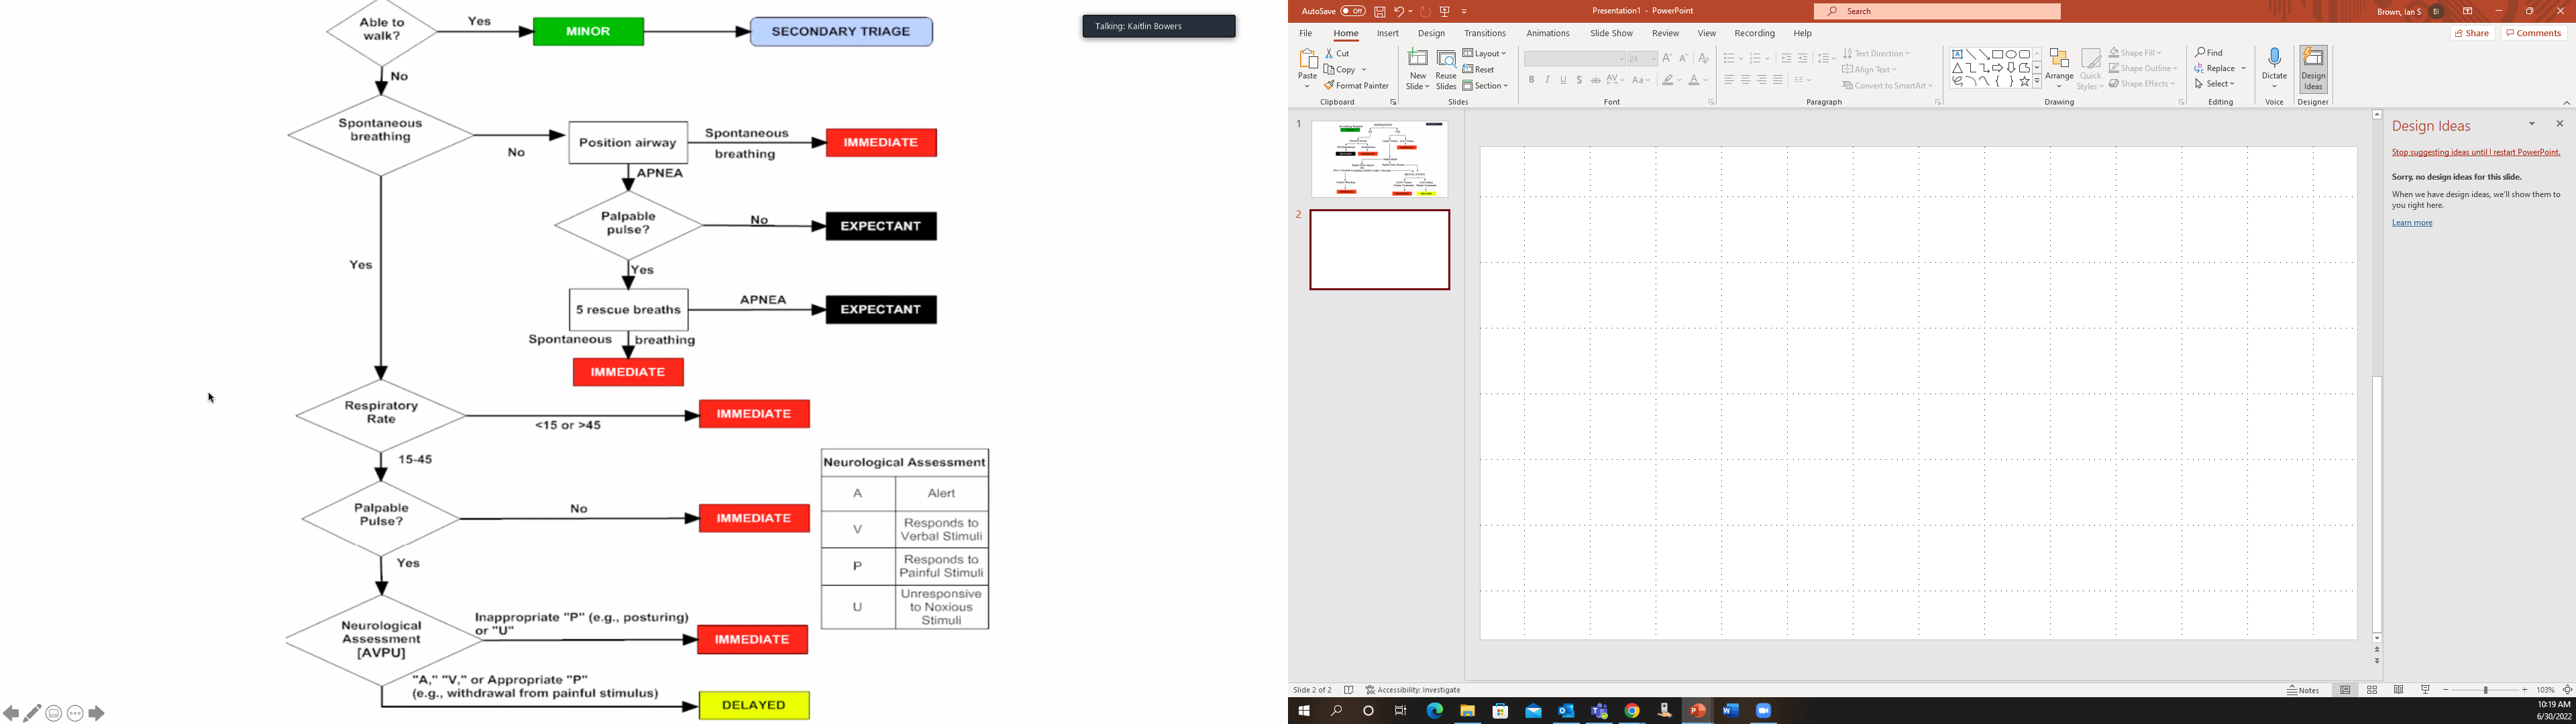 Able to
walk?
Yes
MINOR
SECONDARY TRIAGE
No
Spontaneous
breathing
No
Position airway
Spontaneous
breathing
IMMEDIATE
APNEA
Palpable
pulse?
No
EXPECTANT
Yes
Yes
5 rescue breaths
APNEA
EXPECTANT
Spontaneous breathing
IMMEDIATE
Respiratory
Rate
<15 or >45
IMMEDIATE
15-45
Palpable
Pulse?
No
IMMEDIATE
Yes
Neurological
Assessment
[AVPU]
Inappropriate "P" (e.g., posturing)
or "U"
IMMEDIATE
"A," "V," or Appropriate "P"
(e.g., withdrawal from painful stimulus)
DELAYED
Neurological Assessment
A Alert
V Responds to
Verbal Stimuli
P Responds to
Painful Stimuli
U Unresponsive
to Noxious
Stimuli
Talking: Kaitlin Bowers
AutoSave Off
Presentation1 - PowerPoint
Search
Brown, Ian S
BI
File Home Insert Design Transitions Animations Slide Show Review View Recording Help
Share Comments
Paste
Cut
Copy
Format Painter
Clipboard
New
Slide
Reuse
Slides
Layout
Reset
Section
Slides
24
Font
Text Direction
Align Text
Convert to SmartArt
Paragraph
Arrange
Quick
Styles
Shape Fill
Shape Outline
Shape Effects
Drawing
Find
Replace
Select
Editing
Dictate
Voice
Design
Ideas
Designer
1
2
Design Ideas
Stop suggesting ideas until I restart PowerPoint.
Sorry, no design ideas for this slide.
When we have design ideas, we'll show them to
you right here.
Learn more
Slide 2 of 2
Accessibility: Investigate
Notes
103%
10:19 AM
6/30/2022